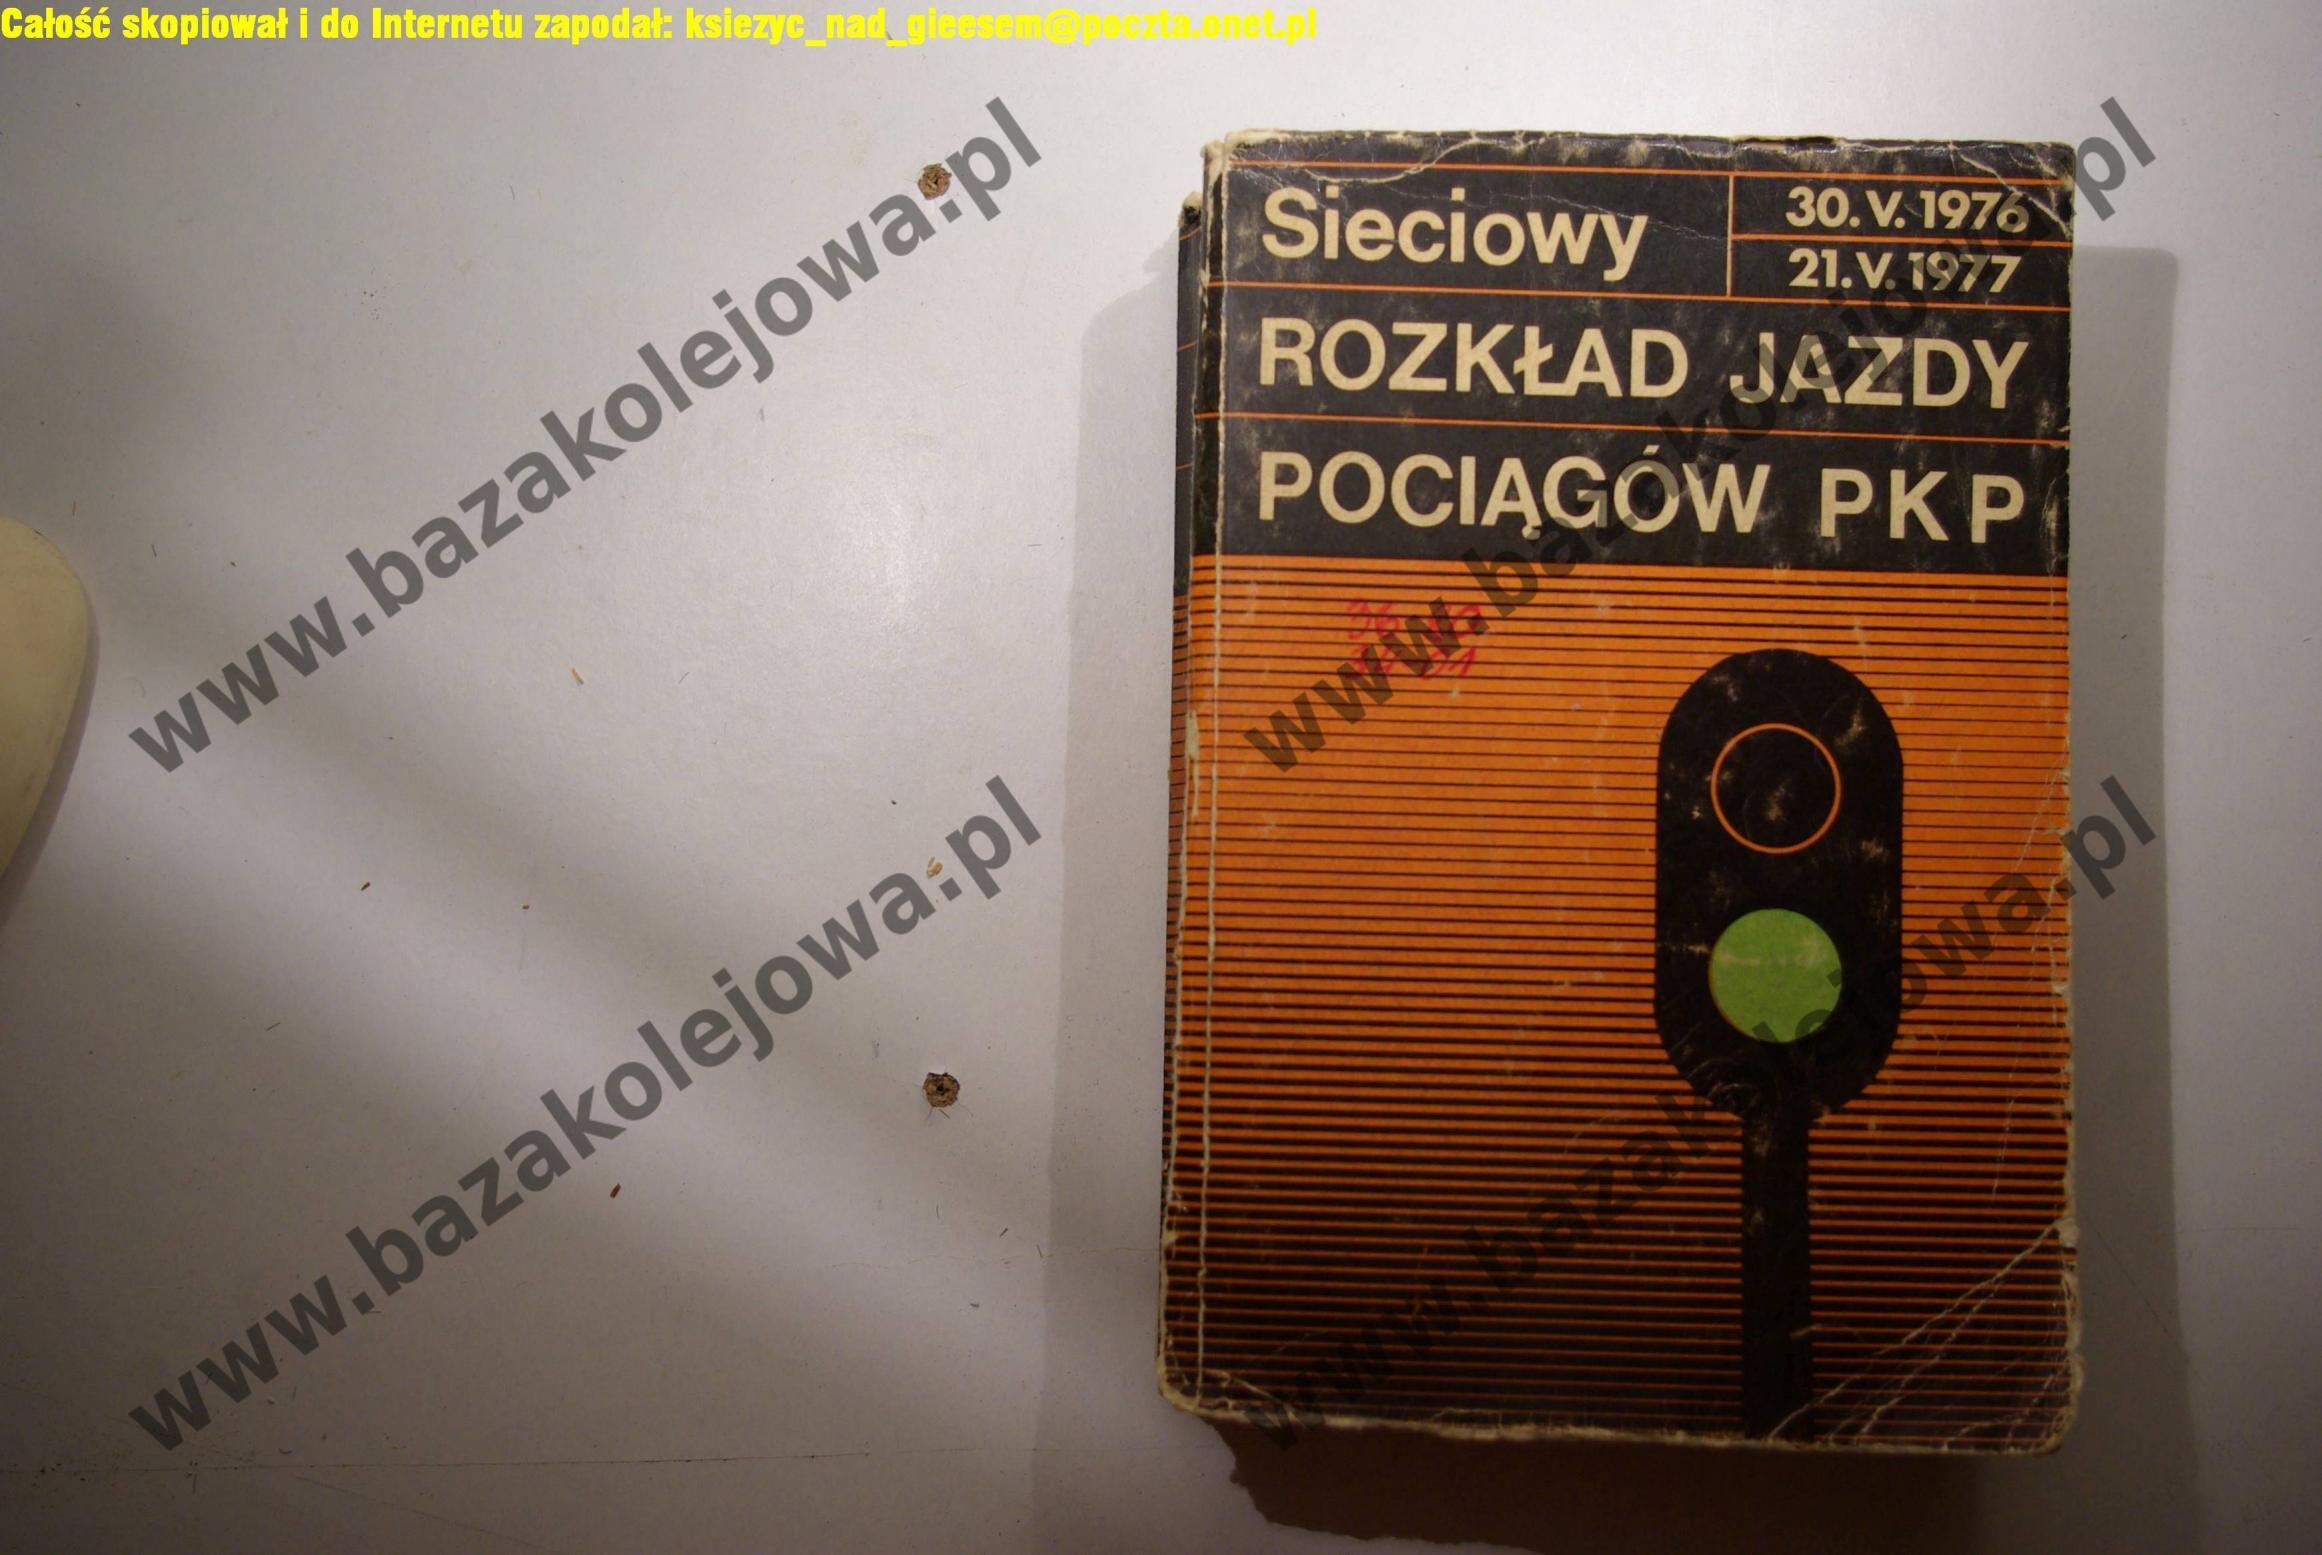 Całość skopiował i do Internetu zapodał: ksiezyc_nad_gieesem@poczta.onet.pl
Sieciowy
30. V. 1976
21. V. 1977
ROZKŁAD JAZDY
POCIĄGÓW PKP
www.bazakolejowa.pl
www.bazakolejowa.pl
www.bazakolejowa.pl
www.bazakolejowa.pl